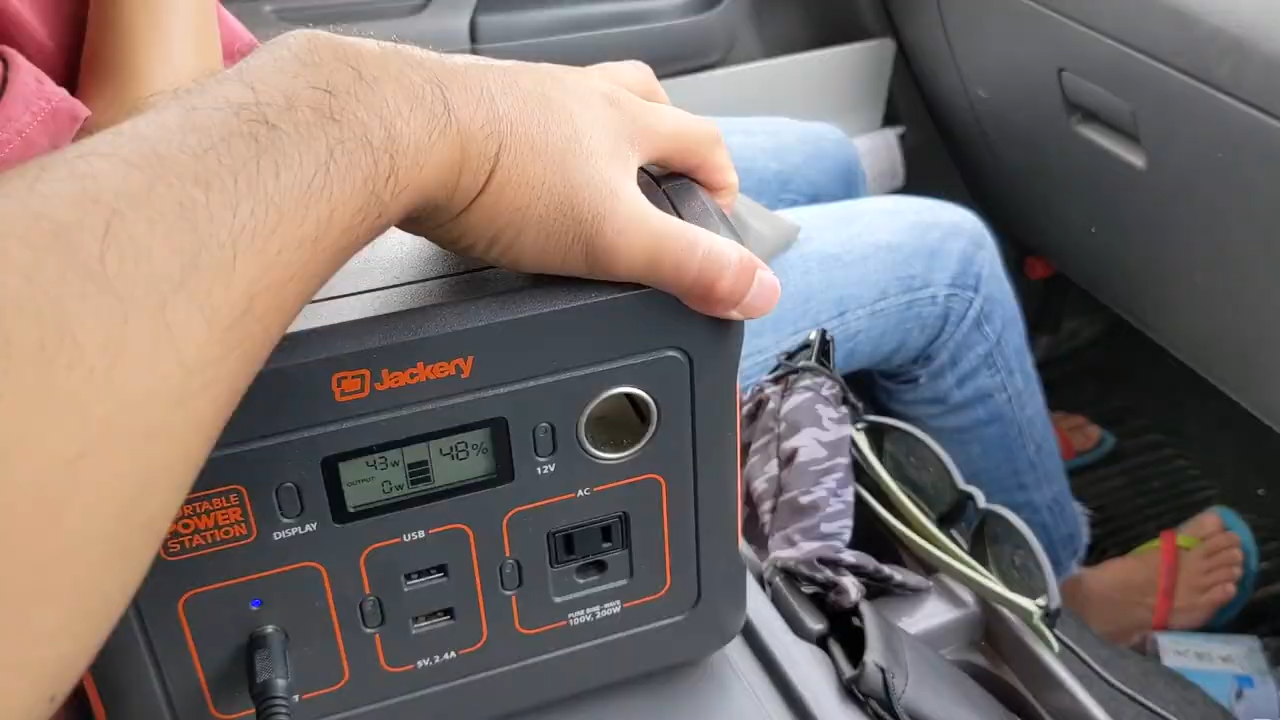 Jackery
43W
48%
OUTPUT
0W
12V
DISPLAY
POWER
STATION
USB
AC
5V, 2.4A
PURE SINE-WAVE
100V, 200W